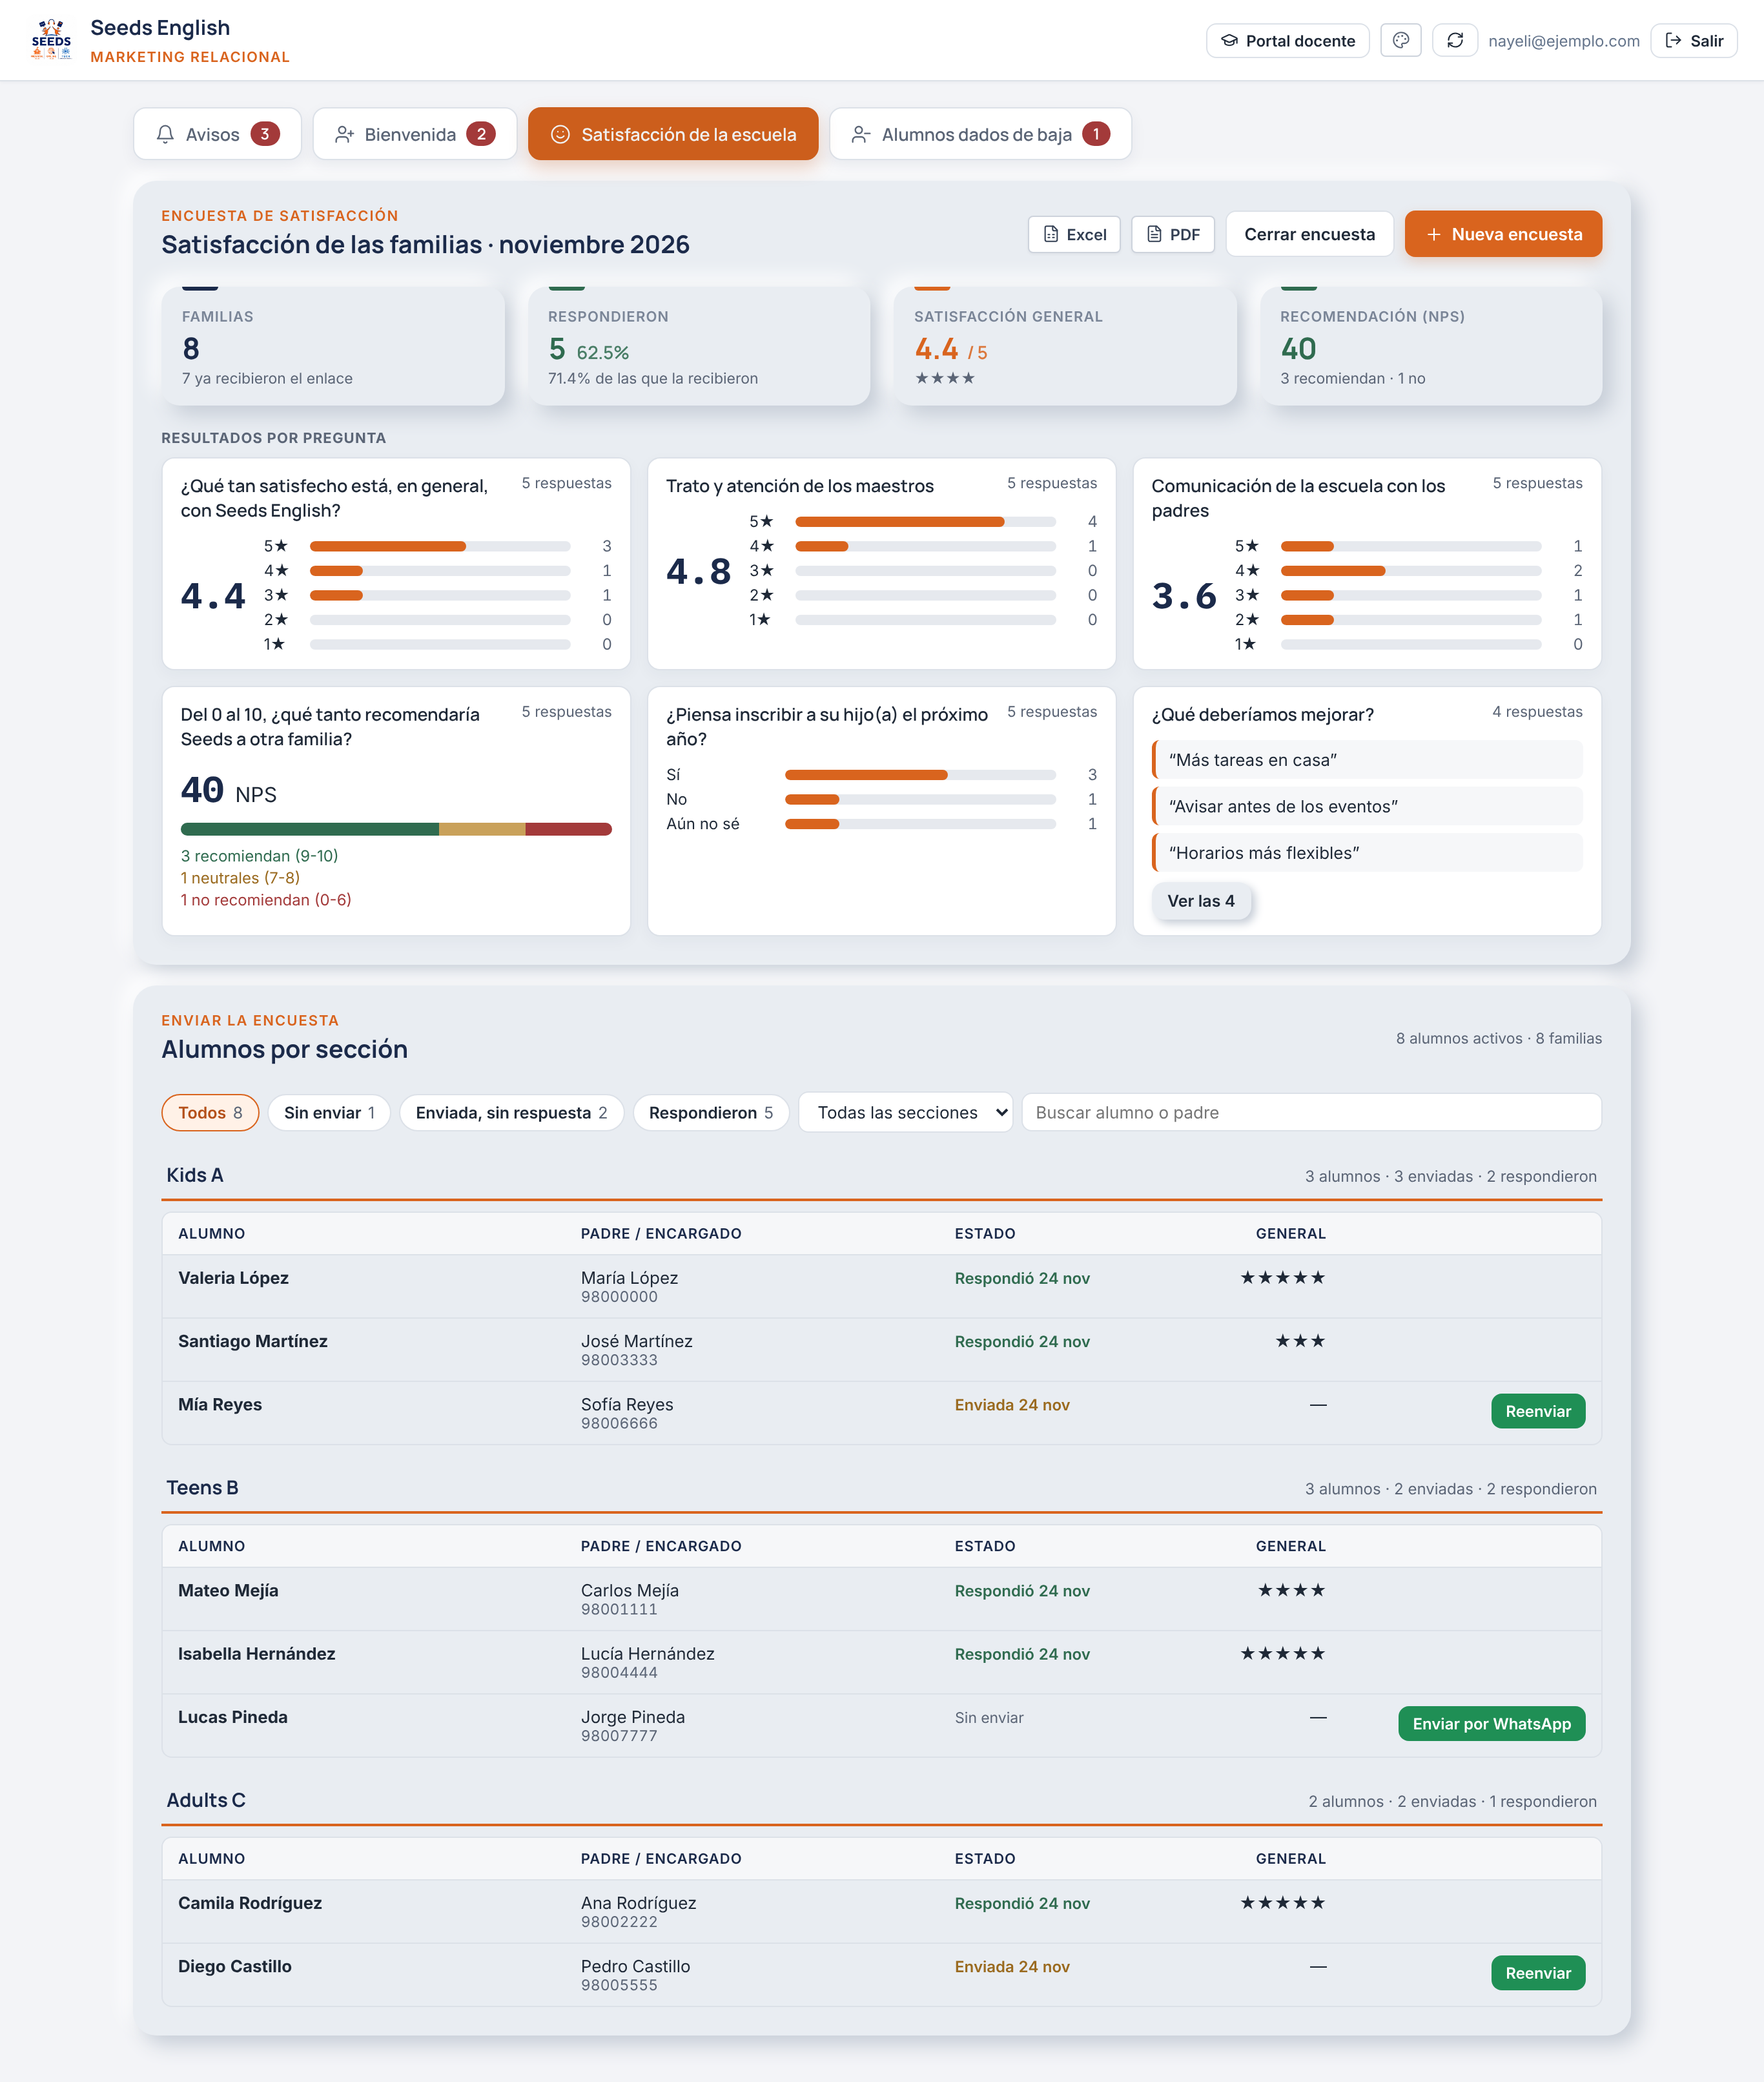 SEEDS
Seeds English
MARKETING RELACIONAL
Portal docente
nayeli@ejemplo.com
Salir
Avisos 3
Bienvenida 2
Satisfacción de la escuela
Alumnos dados de baja 1
ENCUESTA DE SATISFACCIÓN
Satisfacción de las familias · noviembre 2026
Excel
PDF
Cerrar encuesta
+ Nueva encuesta
FAMILIAS
8
7 ya recibieron el enlace
RESPONDIERON
5 62.5%
71.4% de las que la recibieron
SATISFACCIÓN GENERAL
4.4 / 5
★★★★
RECOMENDACIÓN (NPS)
40
3 recomiendan · 1 no
RESULTADOS POR PREGUNTA
¿Qué tan satisfecho está, en general,
con Seeds English?
5 respuestas
4.4
5★ 3
4★ 1
3★ 1
2★ 0
1★ 0
Trato y atención de los maestros
5 respuestas
4.8
5★ 4
4★ 1
3★ 0
2★ 0
1★ 0
Comunicación de la escuela con los
padres
5 respuestas
3.6
5★ 1
4★ 2
3★ 1
2★ 1
1★ 0
Del 0 al 10, ¿qué tanto recomendaría
Seeds a otra familia?
5 respuestas
40 NPS
3 recomiendan (9-10)
1 neutrales (7-8)
1 no recomiendan (0-6)
¿Piensa inscribir a su hijo(a) el próximo
año?
5 respuestas
Sí 3
No 1
Aún no sé 1
¿Qué deberíamos mejorar?
4 respuestas
“Más tareas en casa”
“Avisar antes de los eventos”
“Horarios más flexibles”
Ver las 4
ENVIAR LA ENCUESTA
Alumnos por sección
8 alumnos activos · 8 familias
Todos 8
Sin enviar 1
Enviada, sin respuesta 2
Respondieron 5
Todas las secciones
Buscar alumno o padre
Kids A
3 alumnos · 3 enviadas · 2 respondieron
ALUMNO PADRE / ENCARGADO ESTADO GENERAL
Valeria López María López Respondió 24 nov ★★★★★
98000000
Santiago Martínez José Martínez Respondió 24 nov ★★★
98003333
Mía Reyes Sofía Reyes Enviada 24 nov — Reenviar
98006666
Teens B
3 alumnos · 2 enviadas · 2 respondieron
ALUMNO PADRE / ENCARGADO ESTADO GENERAL
Mateo Mejía Carlos Mejía Respondió 24 nov ★★★★
98001111
Isabella Hernández Lucía Hernández Respondió 24 nov ★★★★★
98004444
Lucas Pineda Jorge Pineda Sin enviar — Enviar por WhatsApp
98007777
Adults C
2 alumnos · 2 enviadas · 1 respondieron
ALUMNO PADRE / ENCARGADO ESTADO GENERAL
Camila Rodríguez Ana Rodríguez Respondió 24 nov ★★★★★
98002222
Diego Castillo Pedro Castillo Enviada 24 nov — Reenviar
98005555